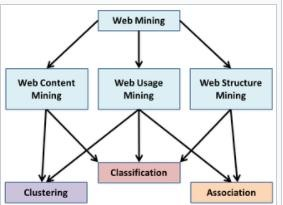 Web Mining
Web Content
Mining
Web Usage
Mining
Web Structure
Mining
Classification
Clustering
Association